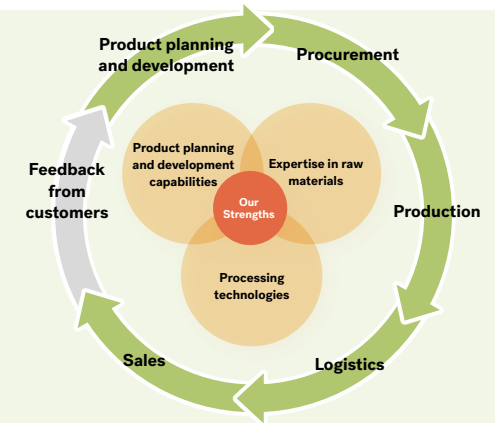 Product planning
and development
Procurement
Production
Logistics
Sales
Feedback
from
customers
Product planning
and development
capabilities
Expertise in raw
materials
Our
Strengths
Processing
technologies